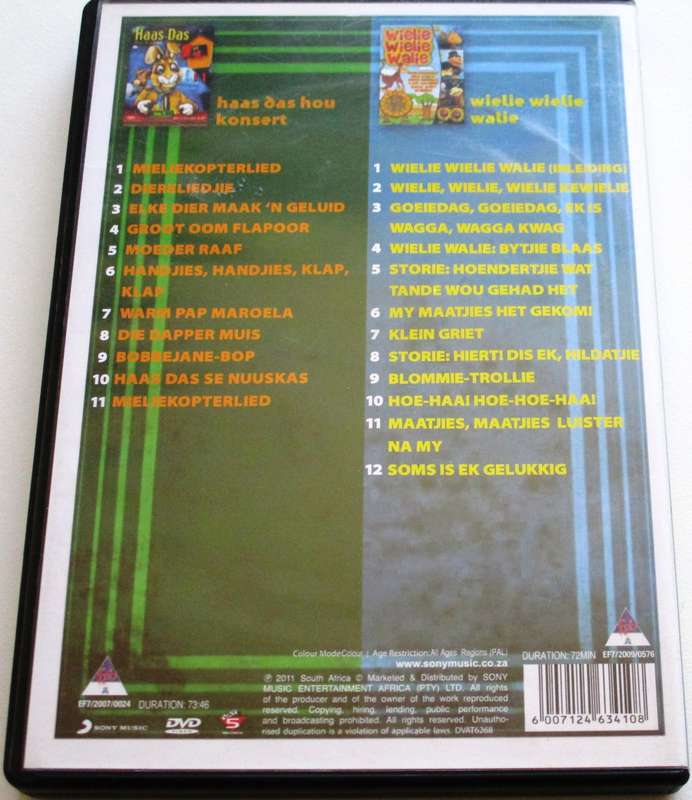 Haas Das
haas das hou
konsert
1 MIELIEKOPTERLIED
2 DIERELIEDJIE
3 ELKE DIER MAAK 'N GELUID
4 GROOT OOM FLAPOOR
5 MOEDER RAAF
6 HANDJIES, HANDJIES, KLAP,
KLAP
7 WARM PAP MAROELA
8 DIE DAPPER MUIS
9 BOBBEJANE-BOP
10 HAAS DAS SE NUUSKAS
11 MIELIEKOPTERLIED
wielie
wielie
walie
wielie wielie
walie
1 WIELIE WIELIE WALIE (INLEIDING)
2 WIELIE, WIELIE, WIELIE KEWIELIE
3 GOEIEDAG, GOEIEDAG, EK IS
WAGGA, WAGGA KWAG
4 WIELIE WALIE: BYTJIE BLAAS
5 STORIE: HOENDERTJIE WAT
TANDE WOU GEHAD HET
6 MY MAATJIES HET GEKOM!
7 KLEIN GRIET
8 STORIE: HIERT! DIS EK, HILDATJIE
9 BLOMMIE-TROLLIE
10 HOE-HAA! HOE-HOE-HAA!
11 MAATJIES, MAATJIES LUISTER
NA MY
12 SOMS IS EK GELUKKIG
Colour Mode:Colour | Age Restriction:All Ages Regions (PAL)
www.sonymusic.co.za
DURATION: 72MIN
A
EF7/2009/0576
A
EF7/2007/0024
DURATION: 73:46
SONY MUSIC
DVD
VIDEO
5
℗ 2011 South Africa © Marketed & Distributed by SONY
MUSIC ENTERTAINMENT AFRICA (PTY) LTD. All rights
of the producer and of the owner of the work reproduced
reserved. Copying, hiring, lending, public performance
and broadcasting prohibited. All rights reserved. Unautho-
rised duplication is a violation of applicable laws. DVAT626B
6 007124 634108